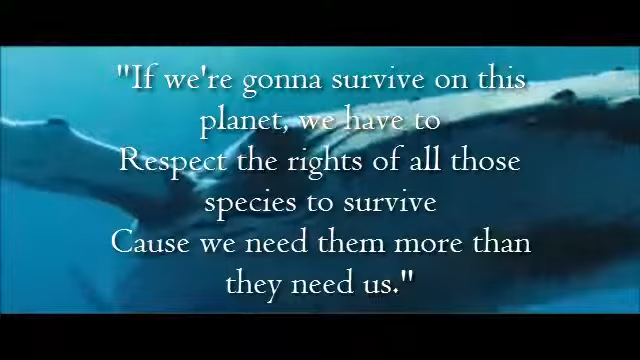 "If we're gonna survive on this
planet, we have to
Respect the rights of all those
species to survive
Cause we need them more than
they need us."